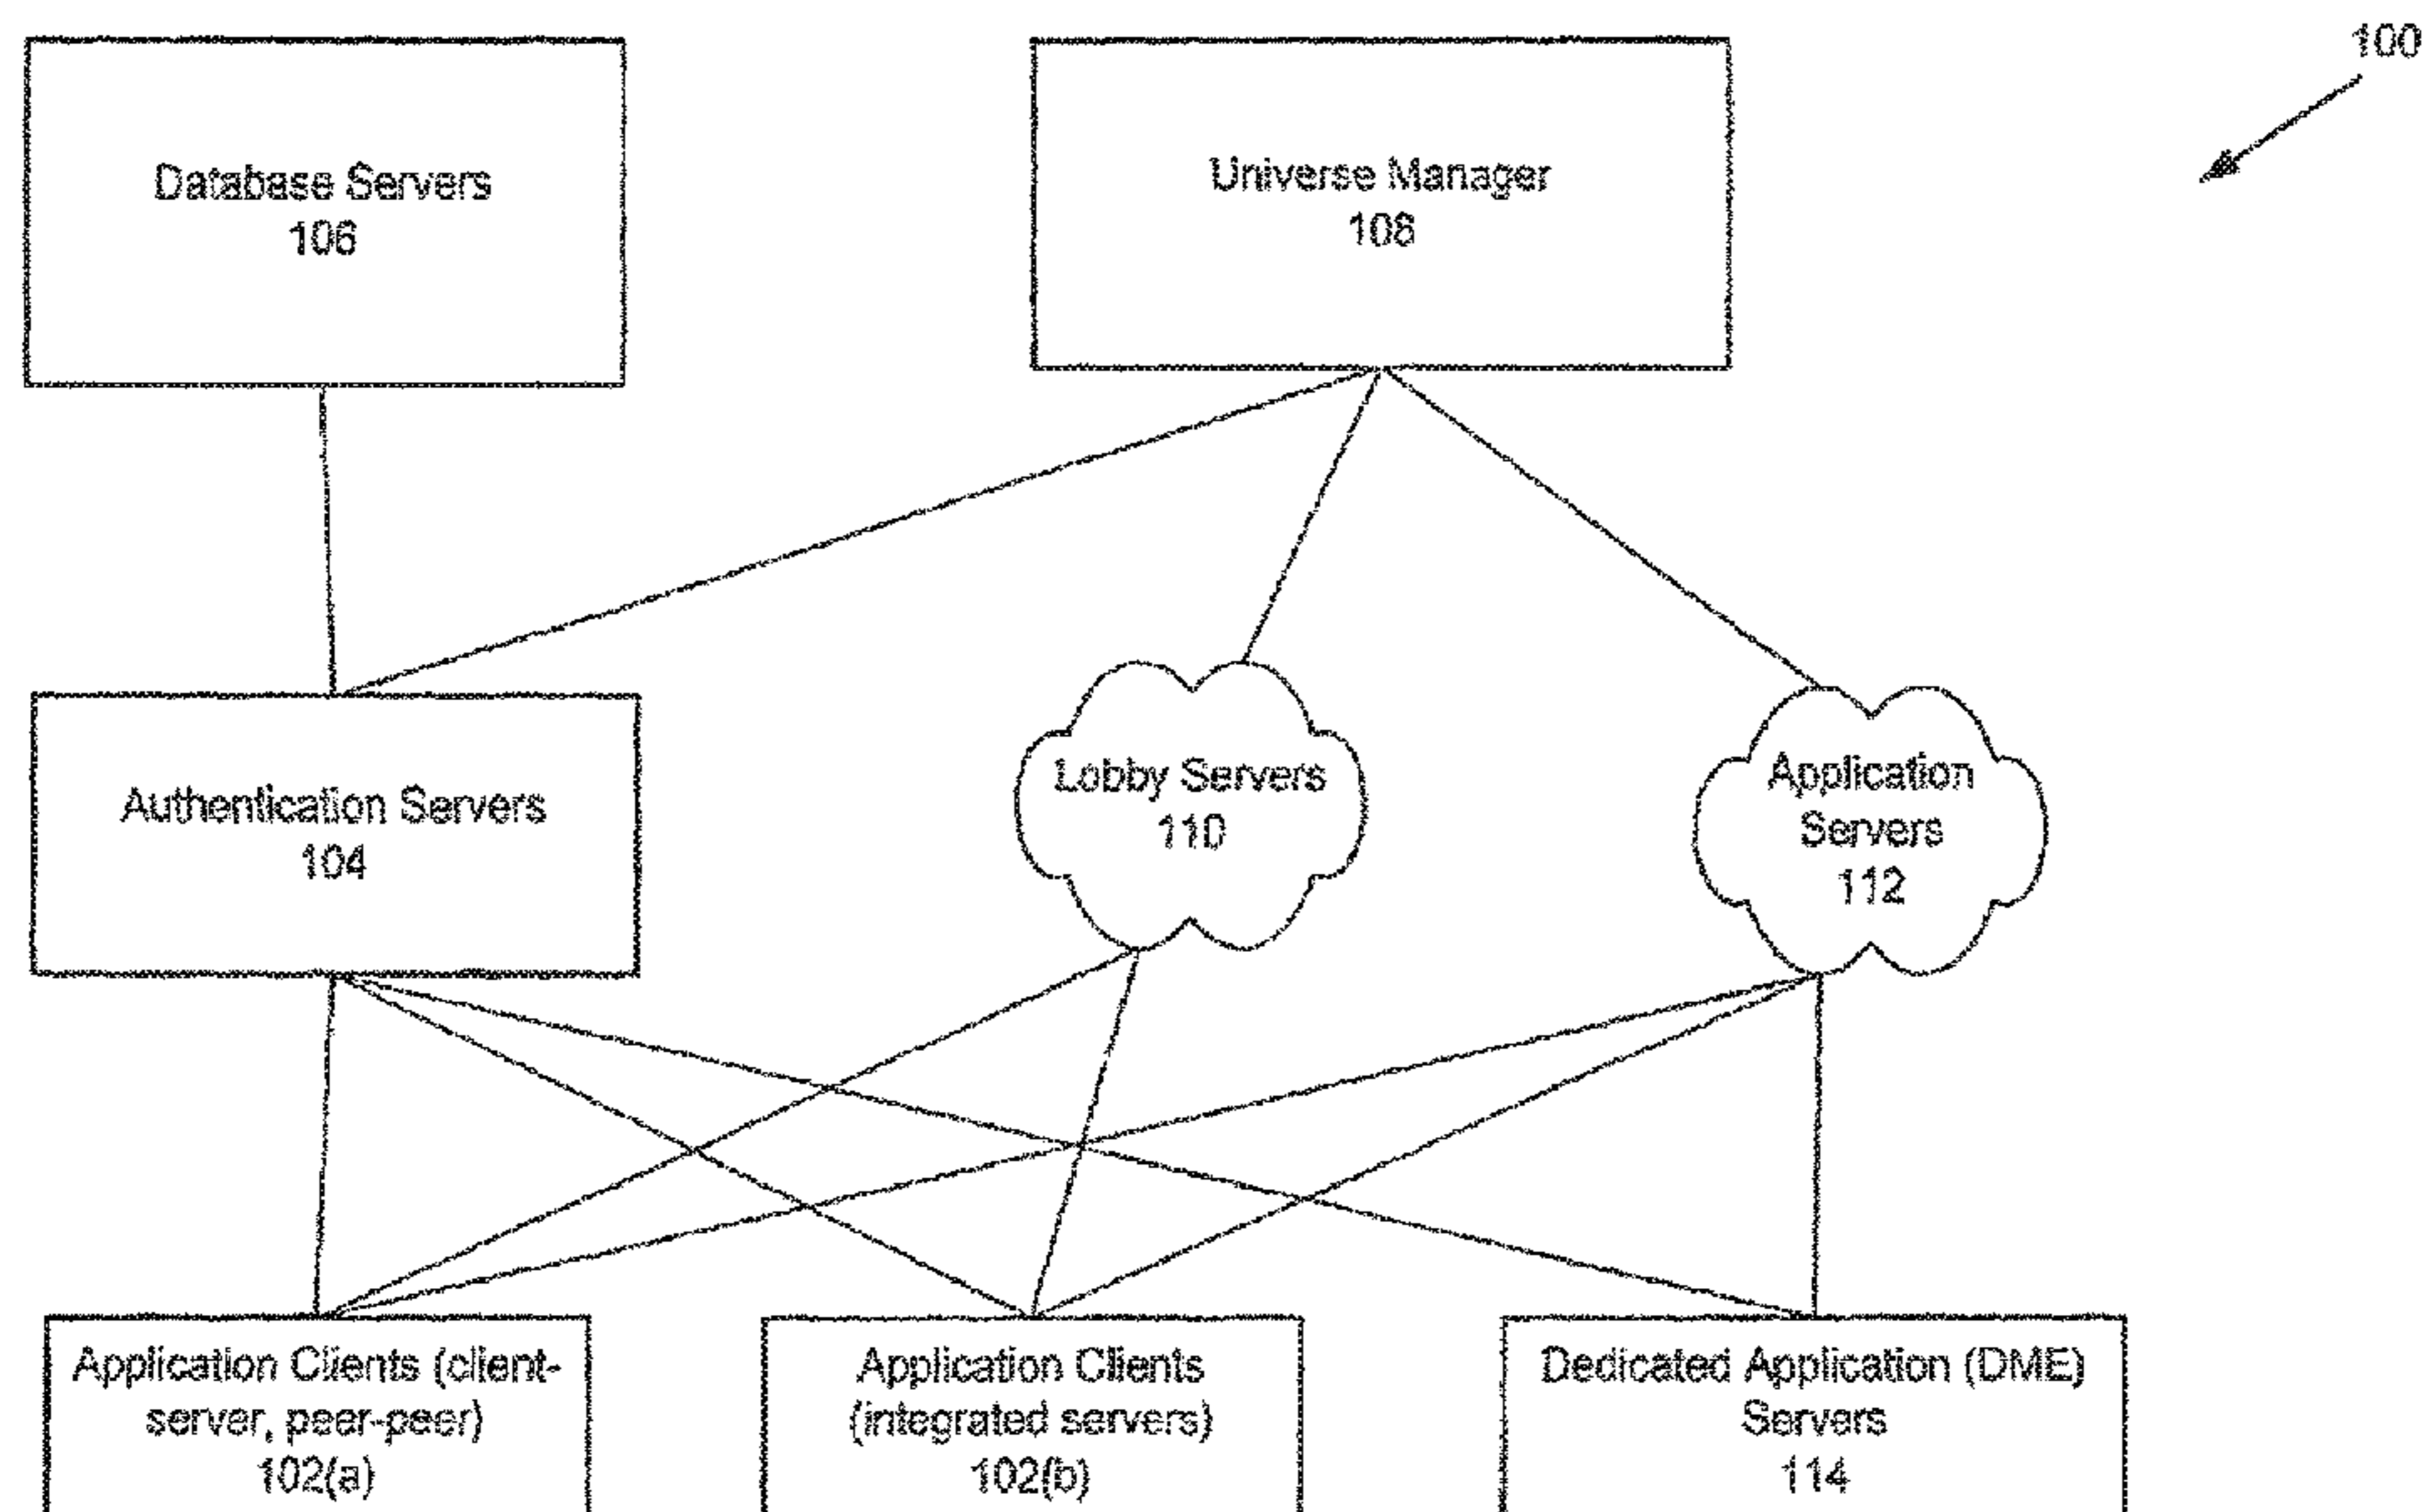 100
Database Servers
106
Universe Manager
108
Authentication Servers
104
Lobby Servers
110
Application
Servers
112
Application Clients (client-
server, peer-peer)
102(a)
Application Clients
(integrated servers)
102(b)
Dedicated Application (DME)
Servers
114